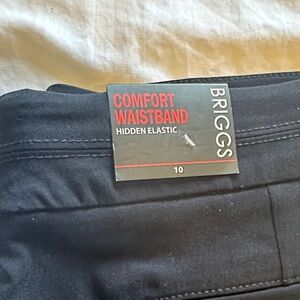 COMFORT
WAISTBAND
HIDDEN ELASTIC
BRIGGS
10